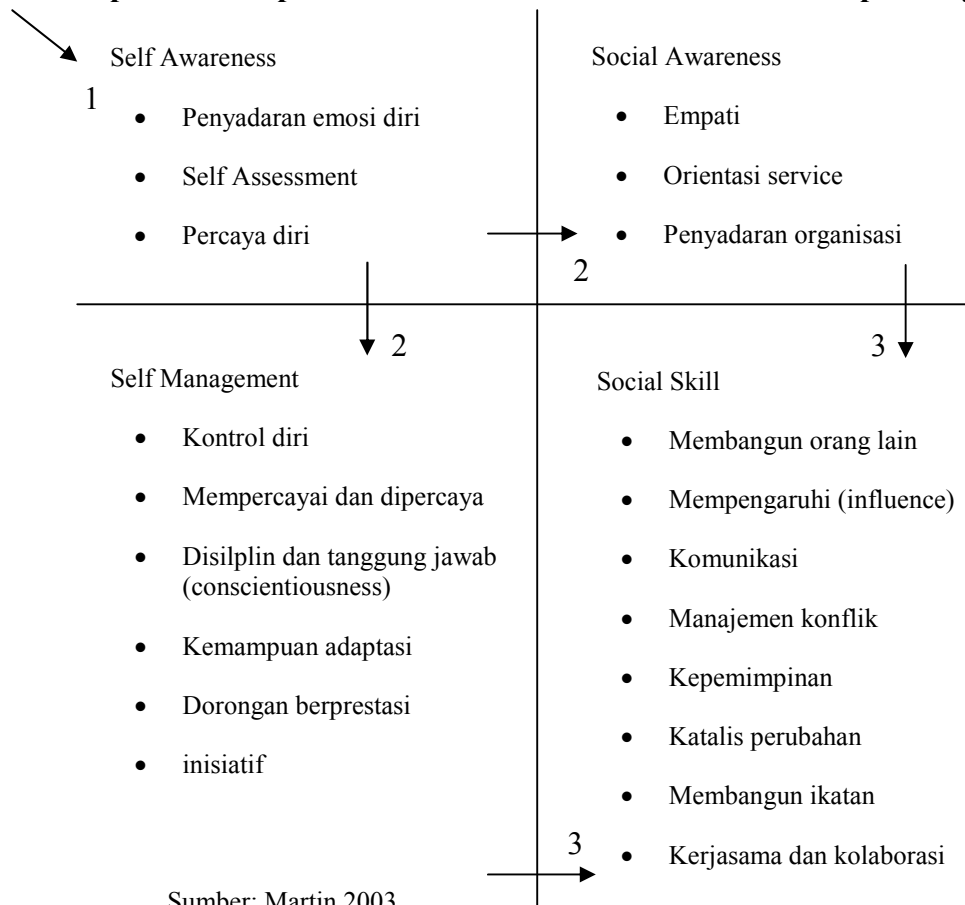 Self Awareness
1
• Penyadaran emosi diri
• Self Assessment
• Percaya diri
2
2
Social Awareness
• Empati
• Orientasi service
• Penyadaran organisasi
3
Self Management
• Kontrol diri
• Mempercayai dan dipercaya
• Disilplin dan tanggung jawab
(conscientiousness)
• Kemampuan adaptasi
• Dorongan berprestasi
• inisiatif
3
Social Skill
• Membangun orang lain
• Mempengaruhi (influence)
• Komunikasi
• Manajemen konflik
• Kepemimpinan
• Katalis perubahan
• Membangun ikatan
• Kerjasama dan kolaborasi
Sumber: Martin 2003